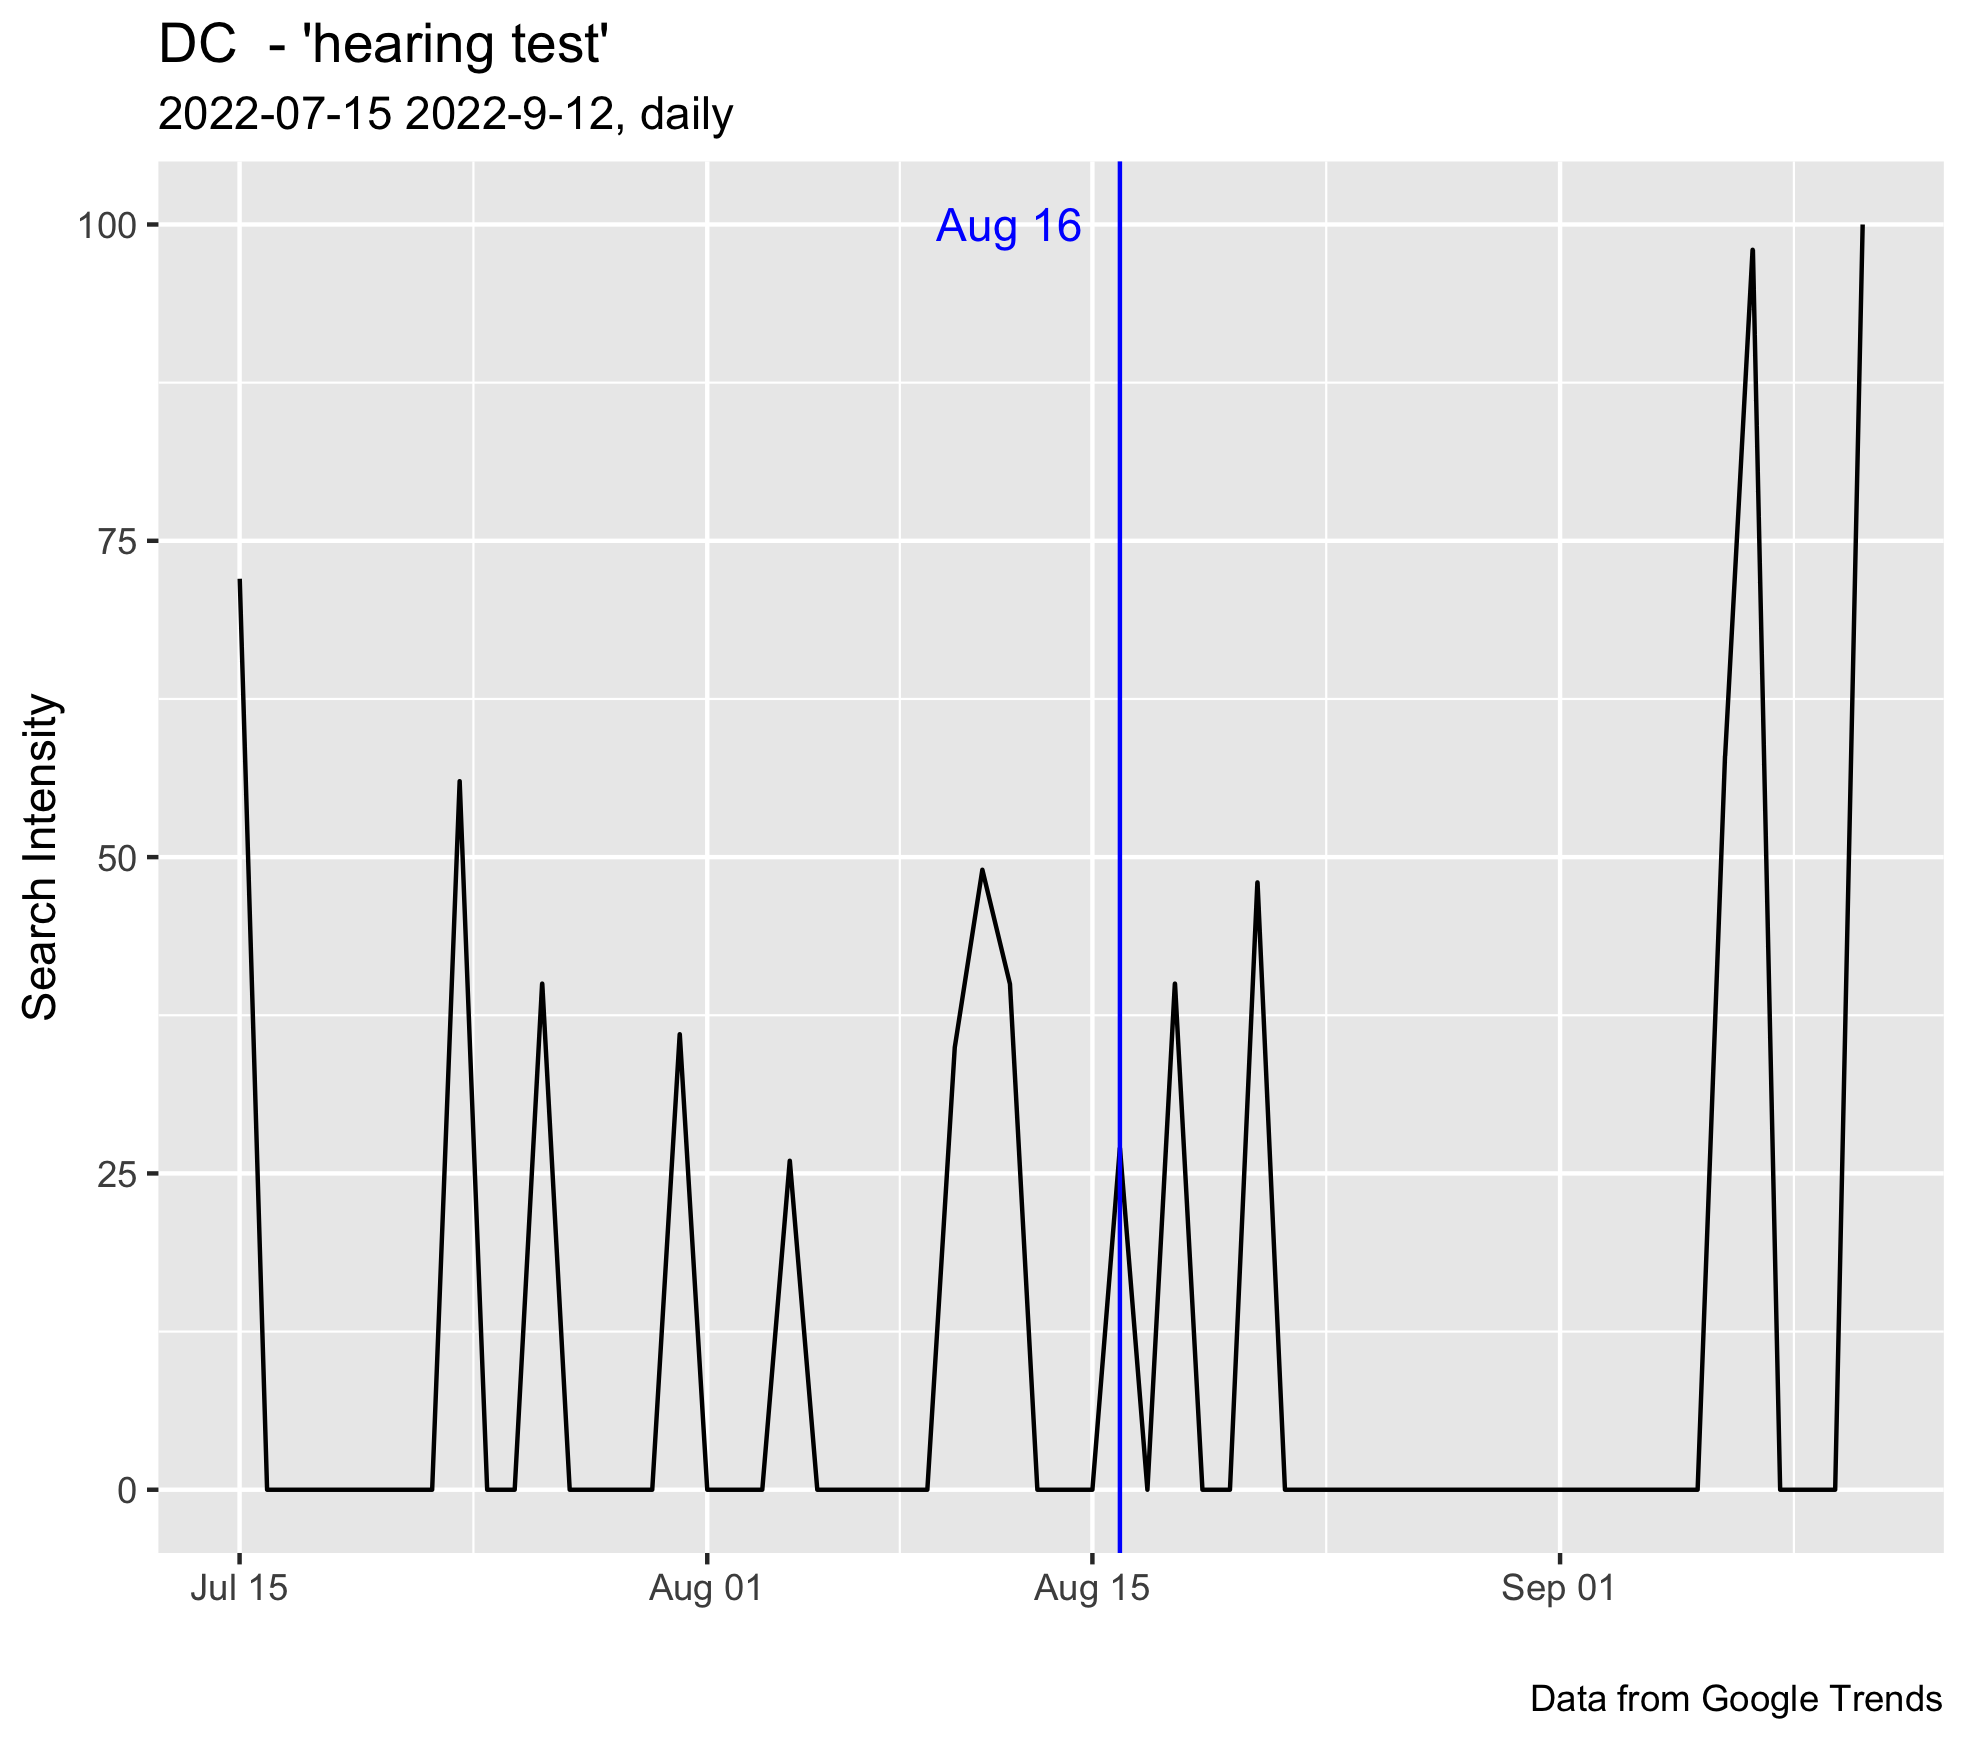 DC  - 'hearing test'
2022-07-15 2022-9-12, daily
Aug 16
100
75
50
25
0
Search Intensity
Jul 15
Aug 01
Aug 15
Sep 01
Data from Google Trends